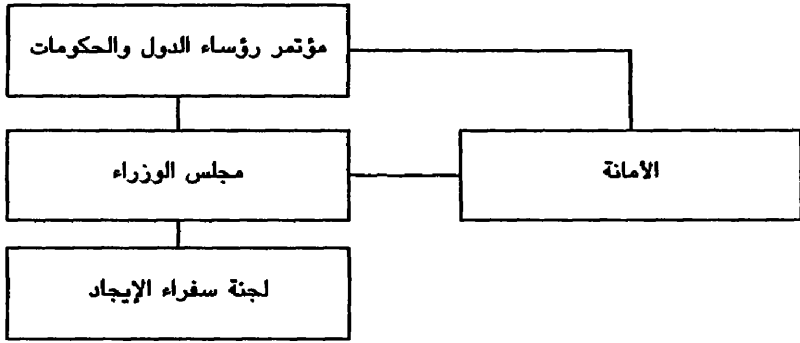 مؤتمر رؤساء الدول والحكومات
مجلس الوزراء
الأمانة
لجنة سفراء الإيجاد